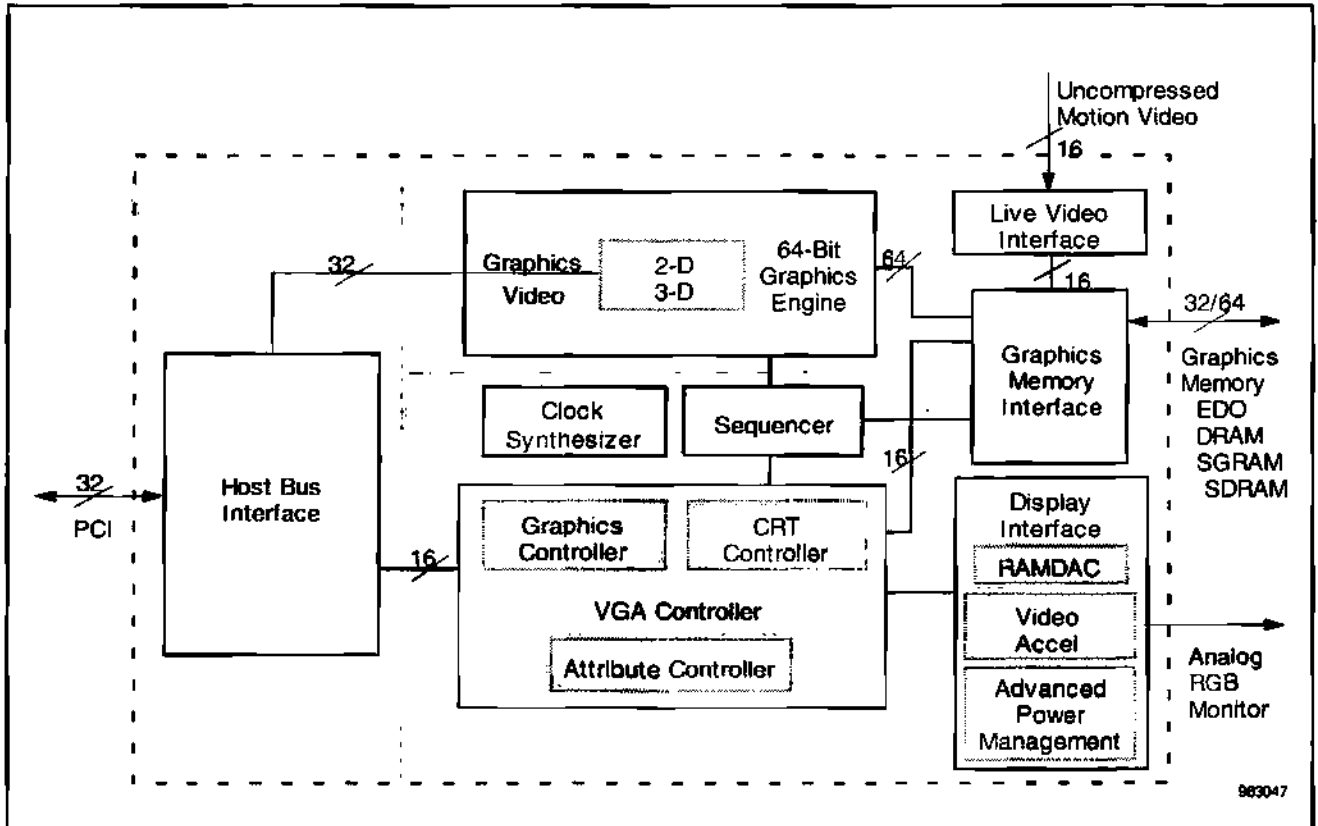 Uncompressed
Motion Video
16
Live Video
Interface
16
32
Graphics
Video
2-D
3-D
64-Bit
Graphics
Engine
64
Graphics
Memory
Interface
32/64
Graphics
Memory
EDO
DRAM
SGRAM
SDRAM
Clock
Synthesizer
Sequencer
16
32
PCI
Host Bus
Interface
16
Graphics
Controller
CRT
Controller
VGA Controller
Attribute Controller
Display
Interface
RAMDAC
Video
Accel
Advanced
Power
Management
Analog
RGB
Monitor
983047